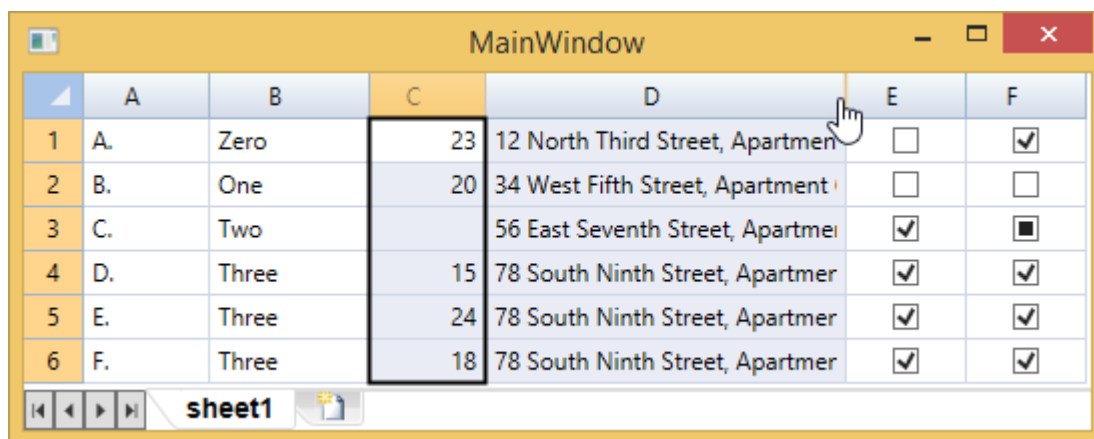 MainWindow
A B C D E F
1 A. Zero 23 12 North Third Street, Apartmen
2 B. One 20 34 West Fifth Street, Apartment
3 C. Two 56 East Seventh Street, Apartme
4 D. Three 15 78 South Ninth Street, Apartmer
5 E. Three 24 78 South Ninth Street, Apartmer
6 F. Three 18 78 South Ninth Street, Apartmer
sheet1